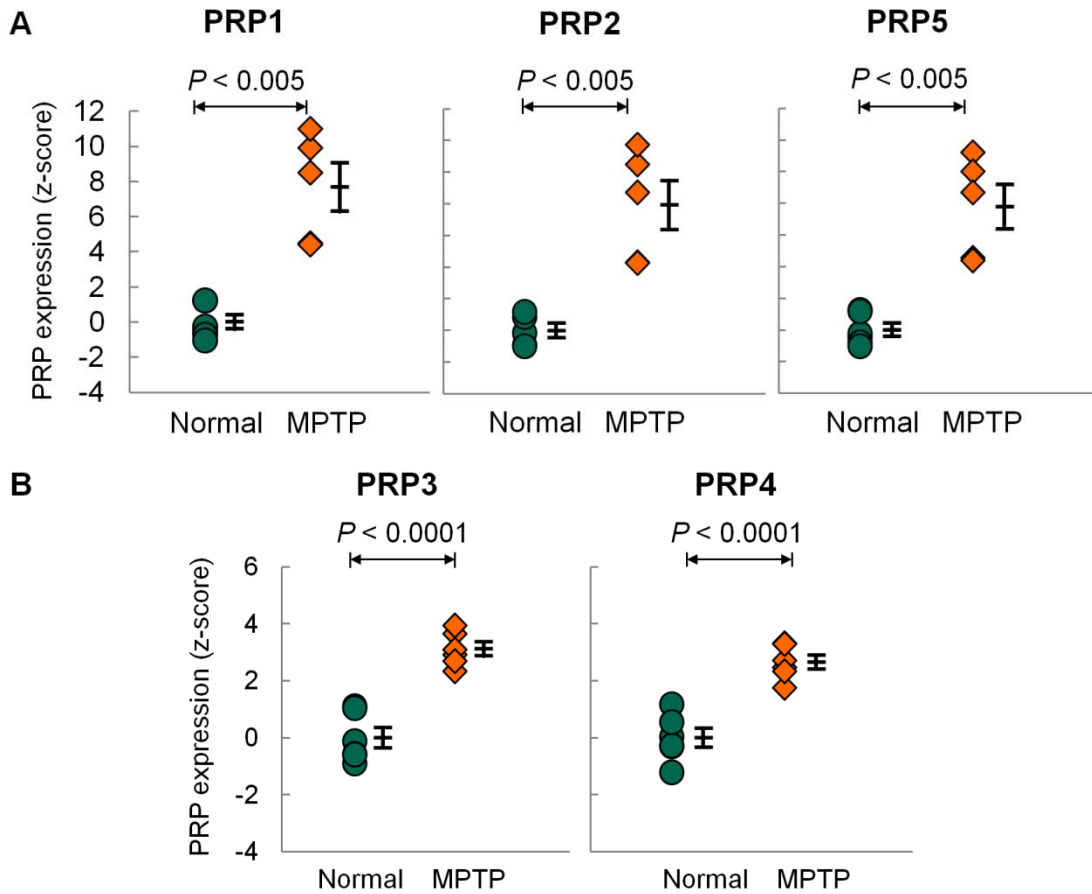 A
PRP1 PRP2 PRP5
P < 0.005 P < 0.005 P < 0.005
PRP expression (z-score)
12
10
8
6
4
2
0
-2
-4
Normal MPTP Normal MPTP Normal MPTP
B
PRP3 PRP4
P < 0.0001 P < 0.0001
PRP expression (z-score)
6
4
2
0
-2
-4
Normal MPTP Normal MPTP